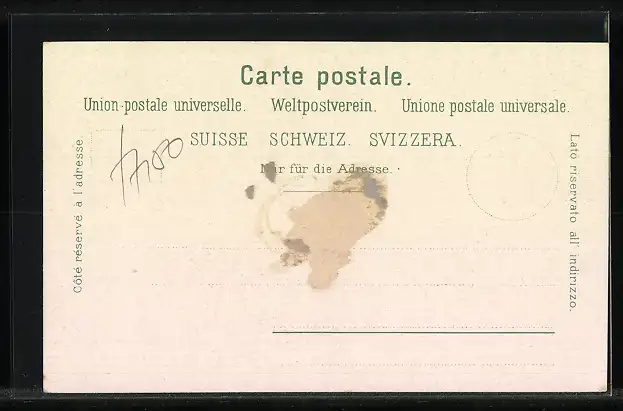 Carte postale.
Union postale universelle. Weltpostverein. Unione postale universale.
SUISSE SCHWEIZ. SVIZZERA.
Nur für die Adresse.
Côté réservé à l'adresse.
Lato riservato all' indirizzo.